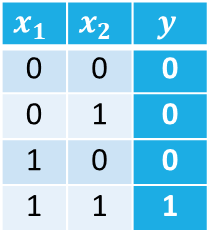 x₁ x₂ y
0 0 0
0 1 0
1 0 0
1 1 1